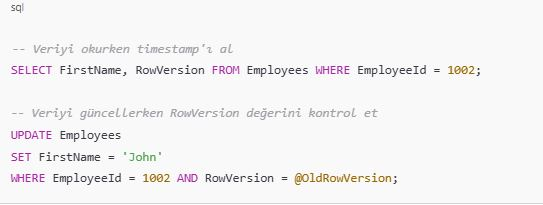 sql
-- Veriyi okurken timestamp'ı al
SELECT FirstName, RowVersion FROM Employees WHERE EmployeeId = 1002;
-- Veriyi güncellerken RowVersion değerini kontrol et
UPDATE Employees
SET FirstName = 'John'
WHERE EmployeeId = 1002 AND RowVersion = @OldRowVersion;